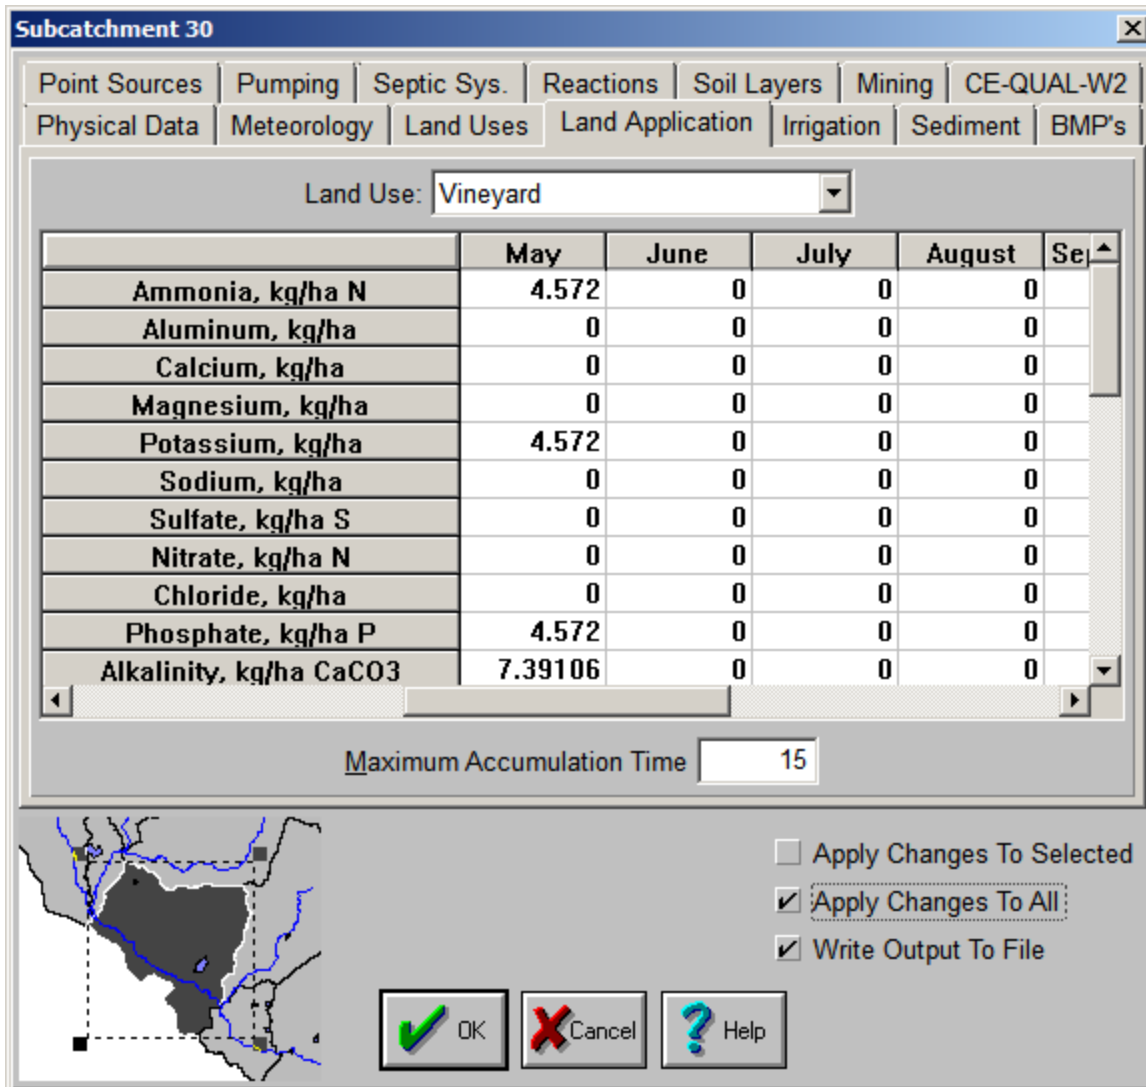 Subcatchment 30
Point Sources Pumping Septic Sys. Reactions Soil Layers Mining CE-QUAL-W2
Physical Data Meteorology Land Uses Land Application Irrigation Sediment BMP's
Land Use: Vineyard
May June July August
Ammonia, kg/ha N 4.572 0 0 0
Aluminum, kg/ha 0 0 0 0
Calcium, kg/ha 0 0 0 0
Magnesium, kg/ha 0 0 0 0
Potassium, kg/ha 4.572 0 0 0
Sodium, kg/ha 0 0 0 0
Sulfate, kg/ha S 0 0 0 0
Nitrate, kg/ha N 0 0 0 0
Chloride, kg/ha 0 0 0 0
Phosphate, kg/ha P 4.572 0 0 0
Alkalinity, kg/ha CaCO3 7.39106 0 0 0
Maximum Accumulation Time 15
Apply Changes To Selected
Apply Changes To All
Write Output To File
OK Cancel Help